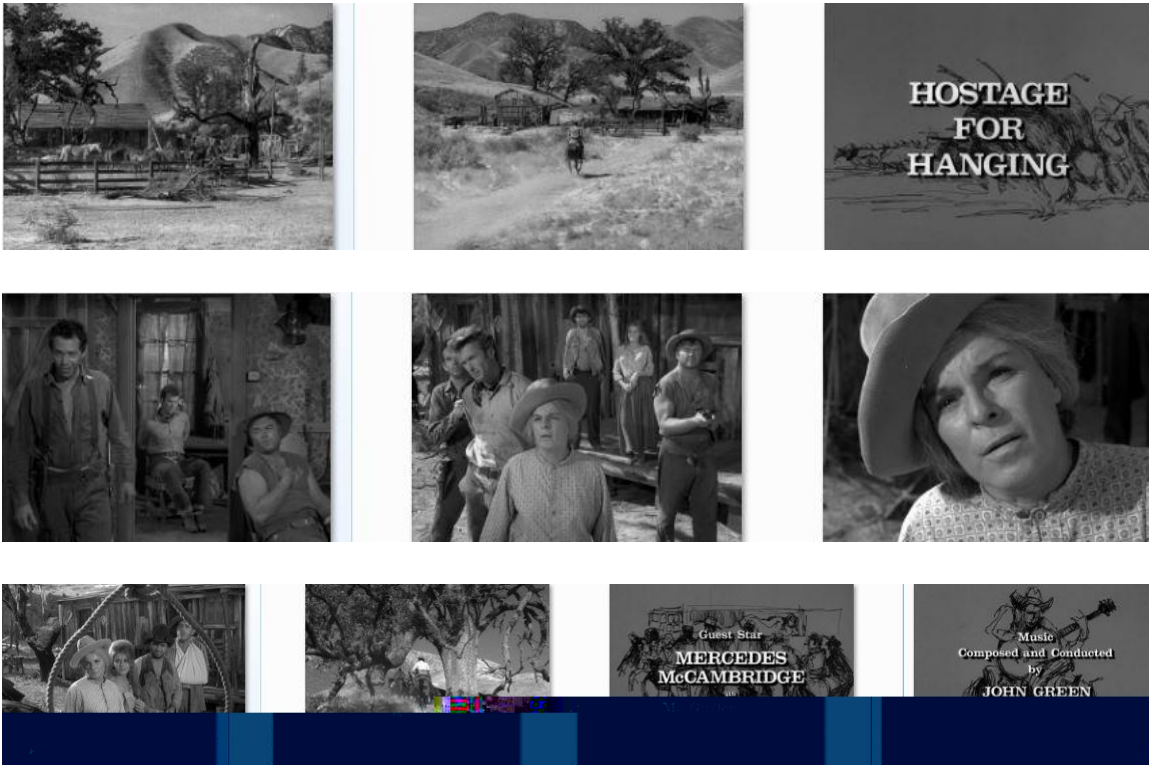 HOSTAGE
FOR
HANGING
Guest Star
MERCEDES
McCAMBRIDGE
Music
Composed and Conducted
by
JOHN GREEN